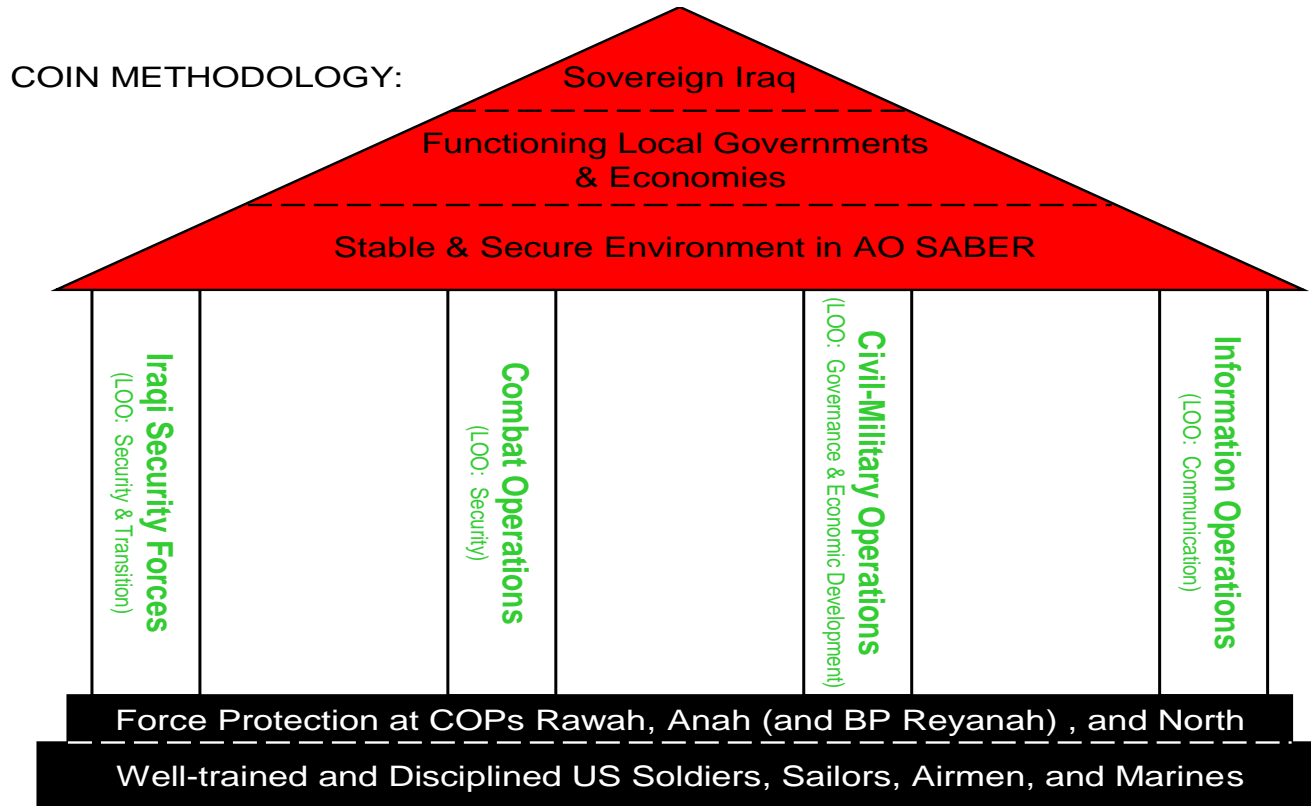 COIN METHODOLOGY:
Sovereign Iraq
Functioning Local Governments
& Economies
Stable & Secure Environment in AO SABER
Iraqi Security Forces
(LOO:  Security & Transition)
Combat Operations
(LOO:  Security)
Civil-Military Operations
(LOO:  Governance & Economic Development)
Information Operations
(LOO:  Communication)
Force Protection at COPs Rawah, Anah (and BP Reyanah) , and North
Well-trained and Disciplined US Soldiers, Sailors, Airmen, and Marines